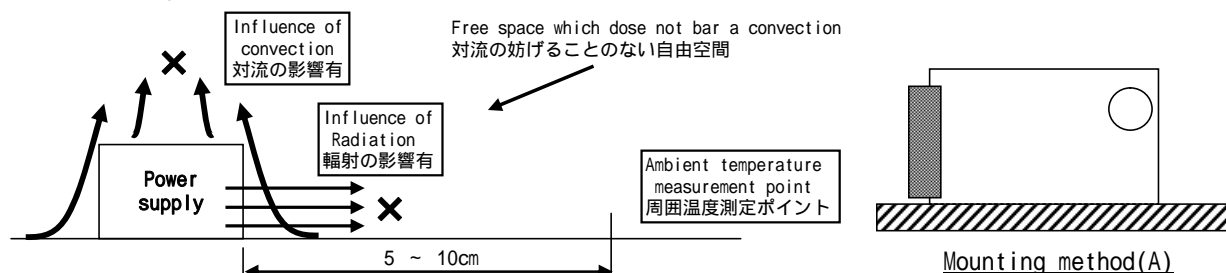 Influence of
convection
対流の影響有
Free space which dose not bar a convection
対流の妨げることのない自由空間
Influence of
Radiation
輻射の影響有
Power
supply
Ambient temperature
measurement point
周囲温度測定ポイント
5 ~ 10cm
Mounting method(A)